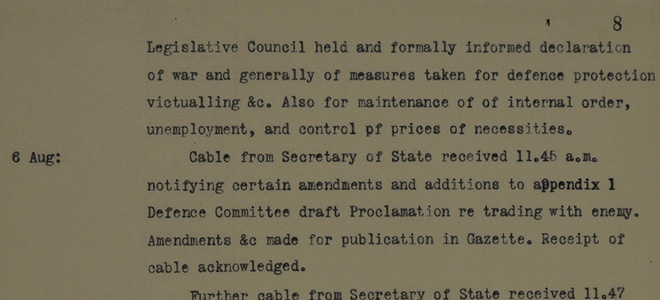 8
Legislative Council held and formally informed declaration
of war and generally of measures taken for defence protection
victualling &c. Also for maintenance of of internal order,
unemployment, and control pf prices of necessities.
6 Aug: Cable from Secretary of State received 11.45 a.m.
notifying certain amendments and additions to appendix 1
Defence Committee draft Proclamation re trading with enemy.
Amendments &c made for publication in Gazette. Receipt of
cable acknowledged.
Further cable from Secretary of State received 11.47